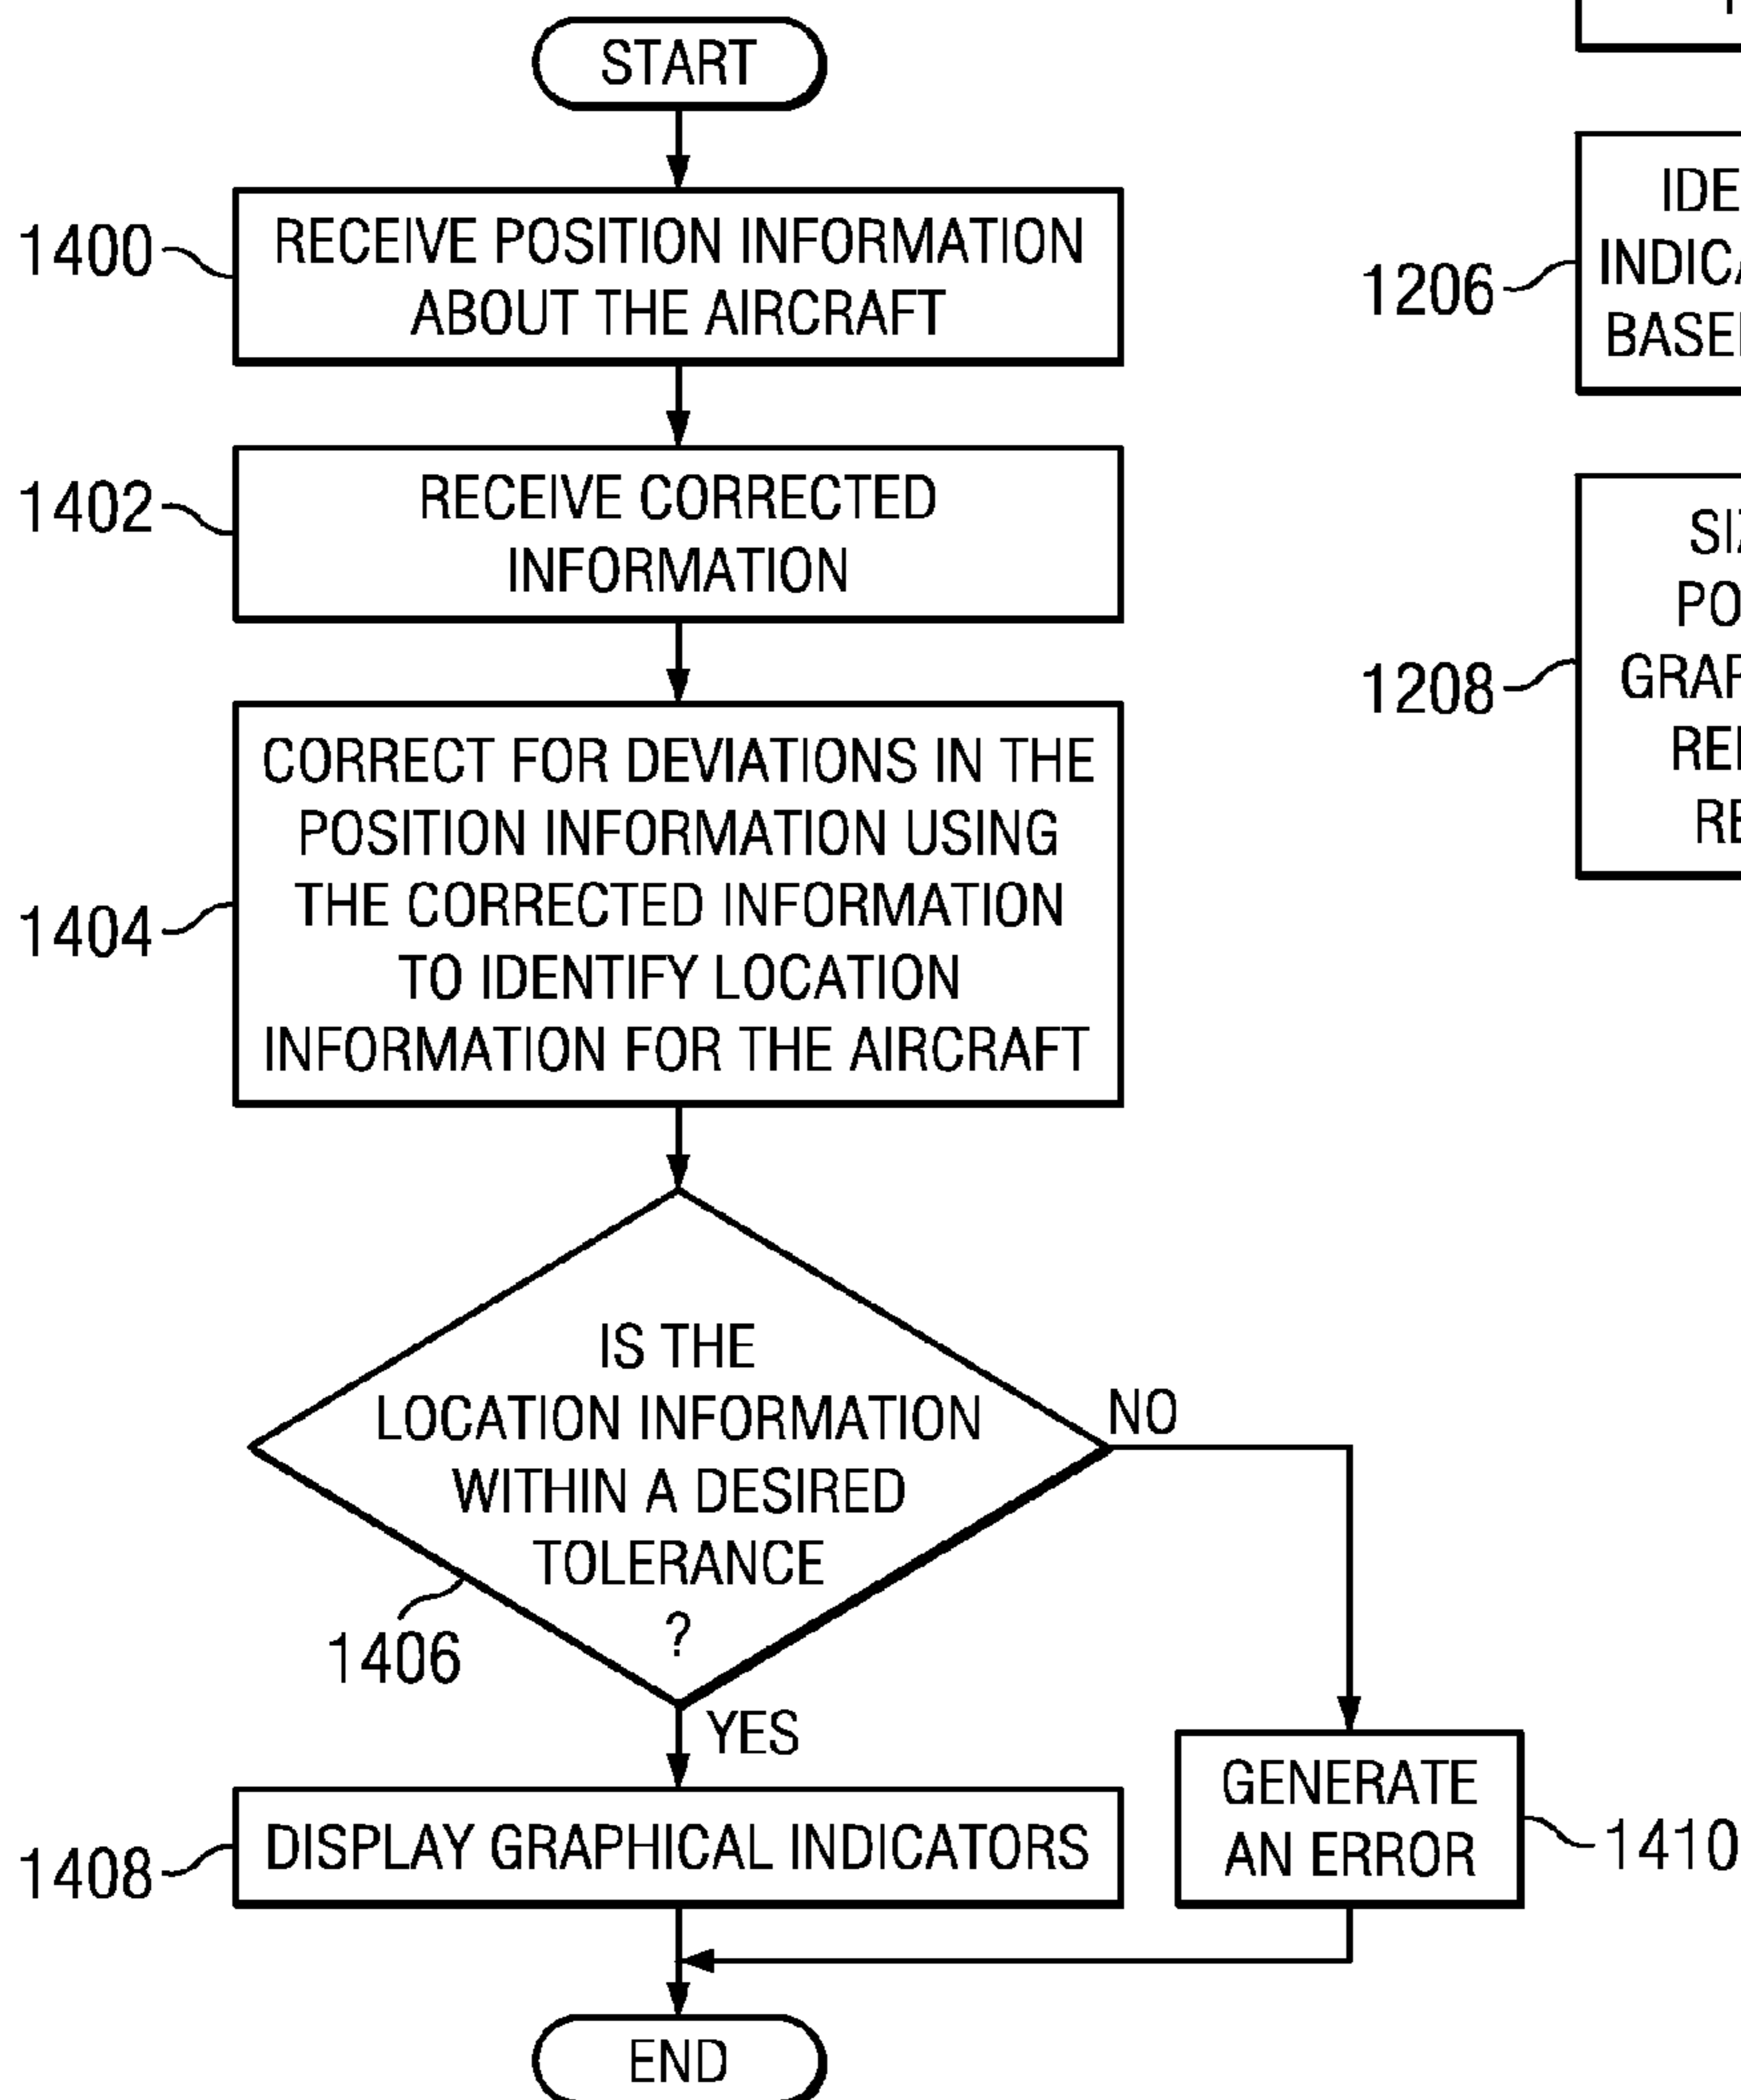 START
1400
RECEIVE POSITION INFORMATION
ABOUT THE AIRCRAFT
1402
RECEIVE CORRECTED
INFORMATION
1404
CORRECT FOR DEVIATIONS IN THE
POSITION INFORMATION USING
THE CORRECTED INFORMATION
TO IDENTIFY LOCATION
INFORMATION FOR THE AIRCRAFT
IS THE
LOCATION INFORMATION
WITHIN A DESIRED
TOLERANCE
?
1406
NO
YES
1408
DISPLAY GRAPHICAL INDICATORS
GENERATE
AN ERROR
1410
END
1206
1208